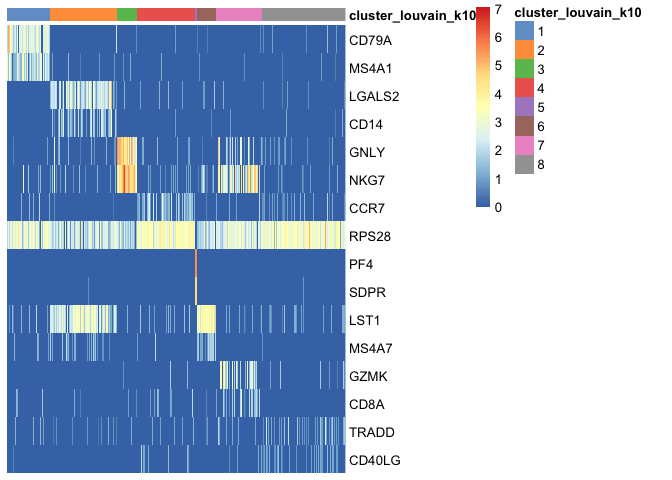 cluster_louvain_k10
CD79A
MS4A1
LGALS2
CD14
GNLY
NKG7
CCR7
RPS28
PF4
SDPR
LST1
MS4A7
GZMK
CD8A
TRADD
CD40LG
7
6
5
4
3
2
1
0
cluster_louvain_k10
1
2
3
4
5
6
7
8